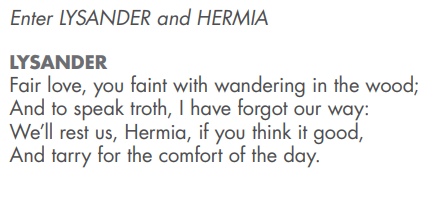 Enter LYSANDER and HERMIA
LYSANDER
Fair love, you faint with wandering in the wood;
And to speak troth, I have forgot our way:
We'll rest us, Hermia, if you think it good,
And tarry for the comfort of the day.